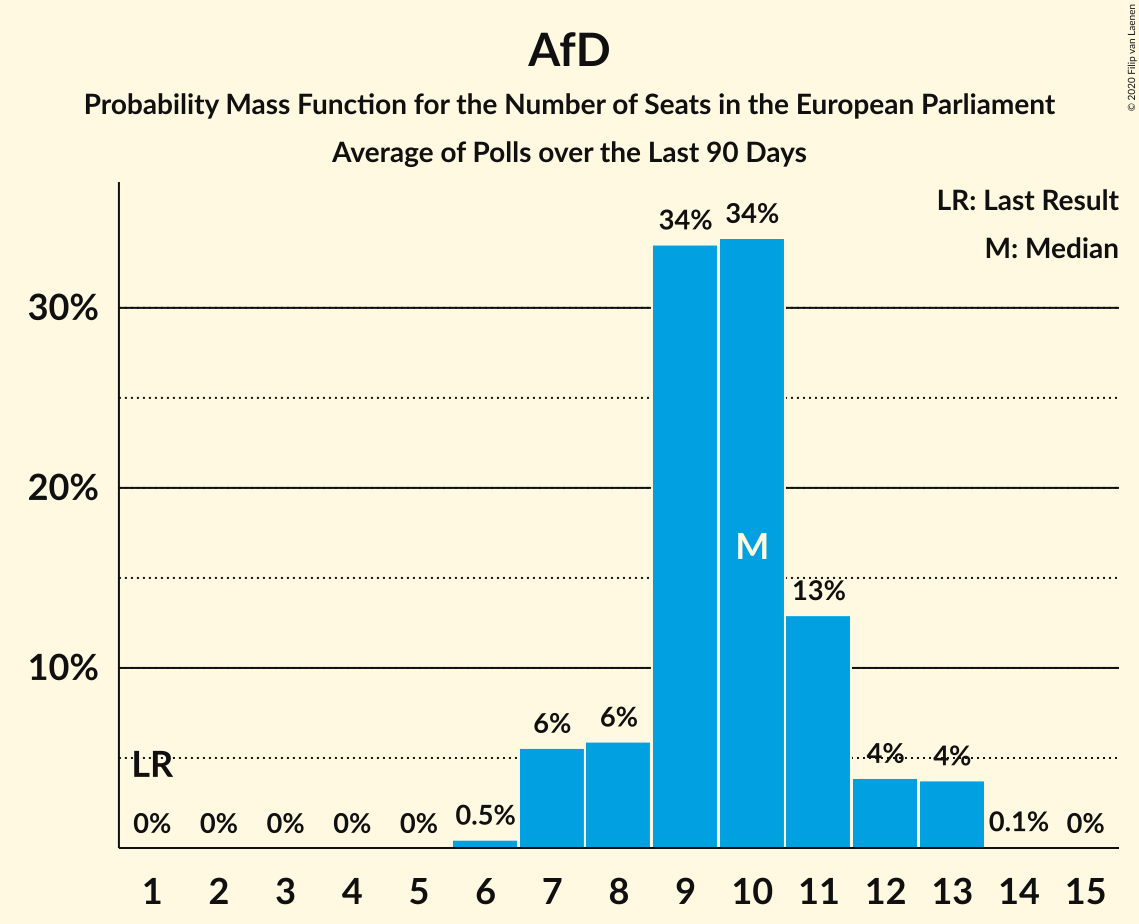 AfD
Probability Mass Function for the Number of Seats in the European Parliament
Average of Polls over the Last 90 Days
© 2020 Filip van Laenen
LR: Last Result
M: Median
34% 34%
30%
20%
M
13%
10%
6% 6%
LR 4% 4%
0% 0% 0% 0% 0% 0.5% 0.1% 0%
1 2 3 4 5 6 7 8 9 10 11 12 13 14 15